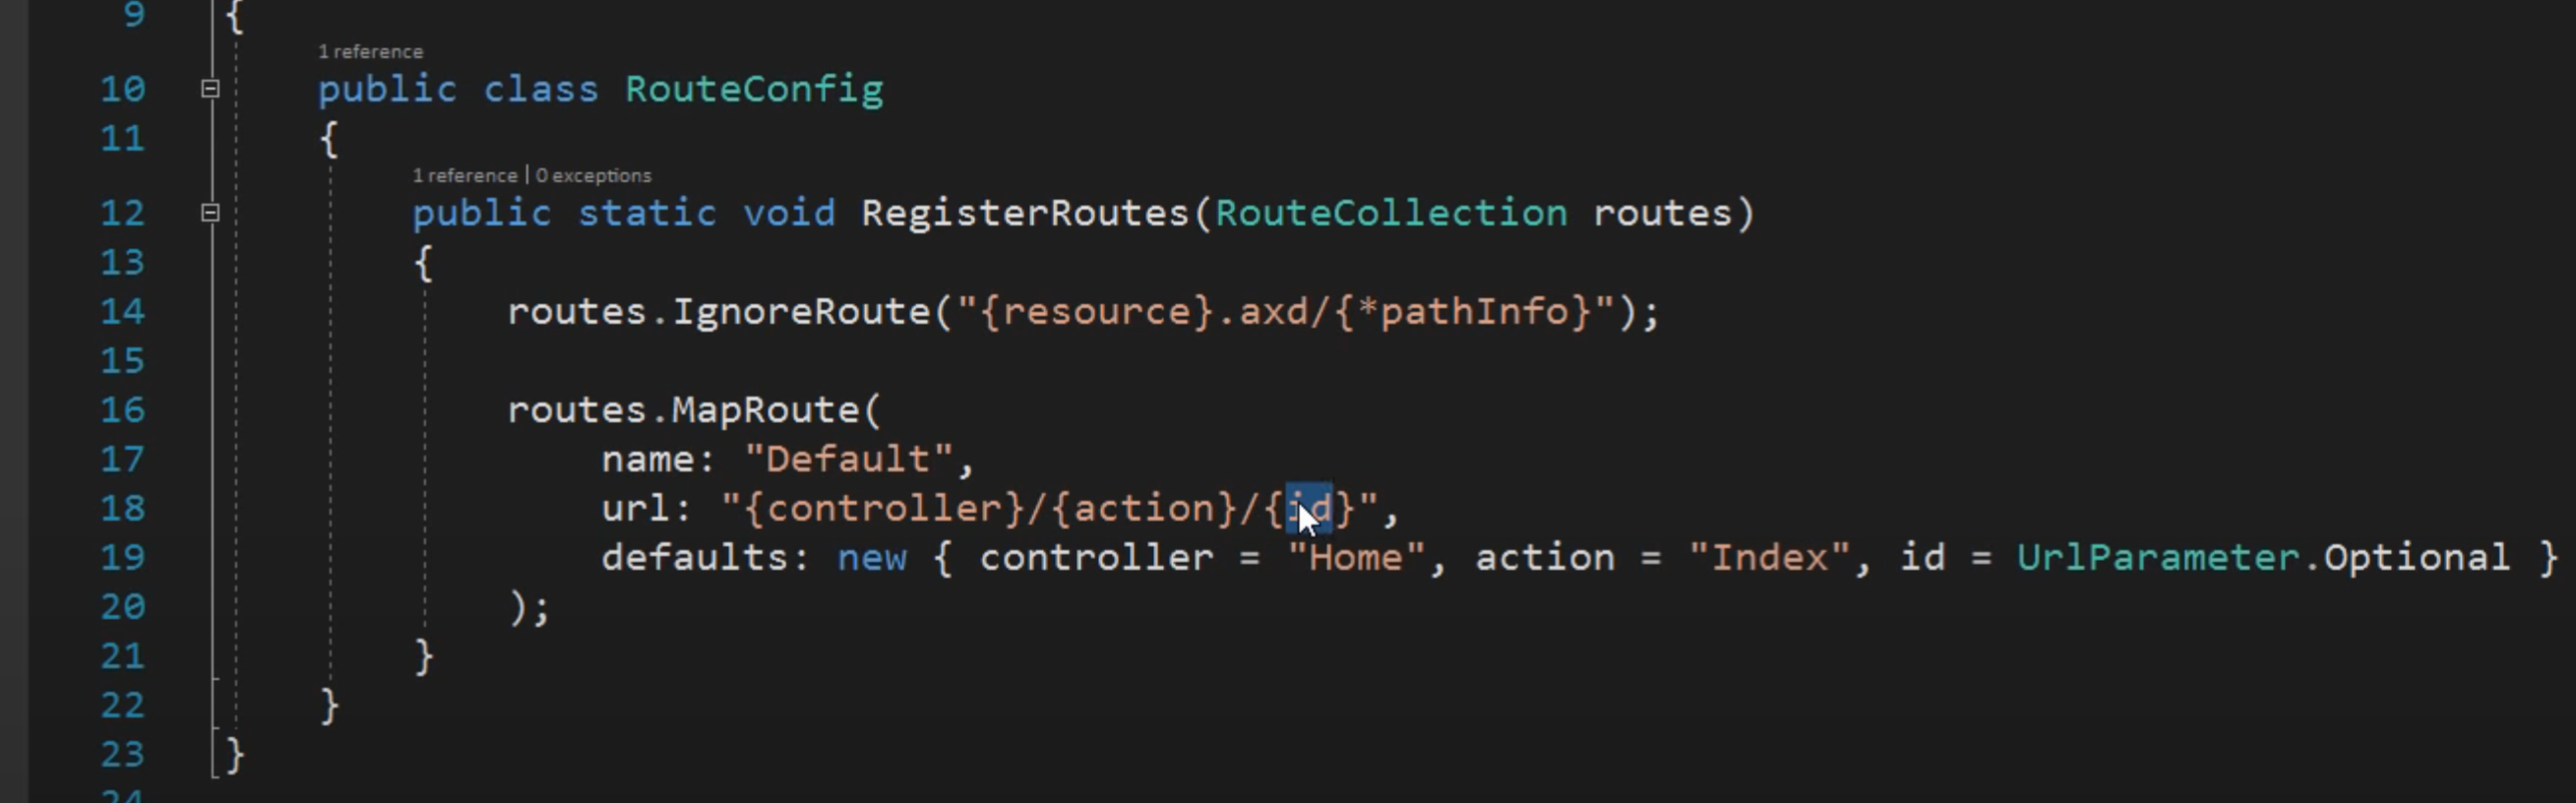 9 {
1 reference
10 public class RouteConfig
11 {
1 reference | 0 exceptions
12 public static void RegisterRoutes(RouteCollection routes)
13 {
14 routes.IgnoreRoute("{resource}.axd/{*pathInfo}");
15
16 routes.MapRoute(
17 name: "Default",
18 url: "{controller}/{action}/{id}",
19 defaults: new { controller = "Home", action = "Index", id = UrlParameter.Optional }
20 );
21 }
22 }
23 }
24